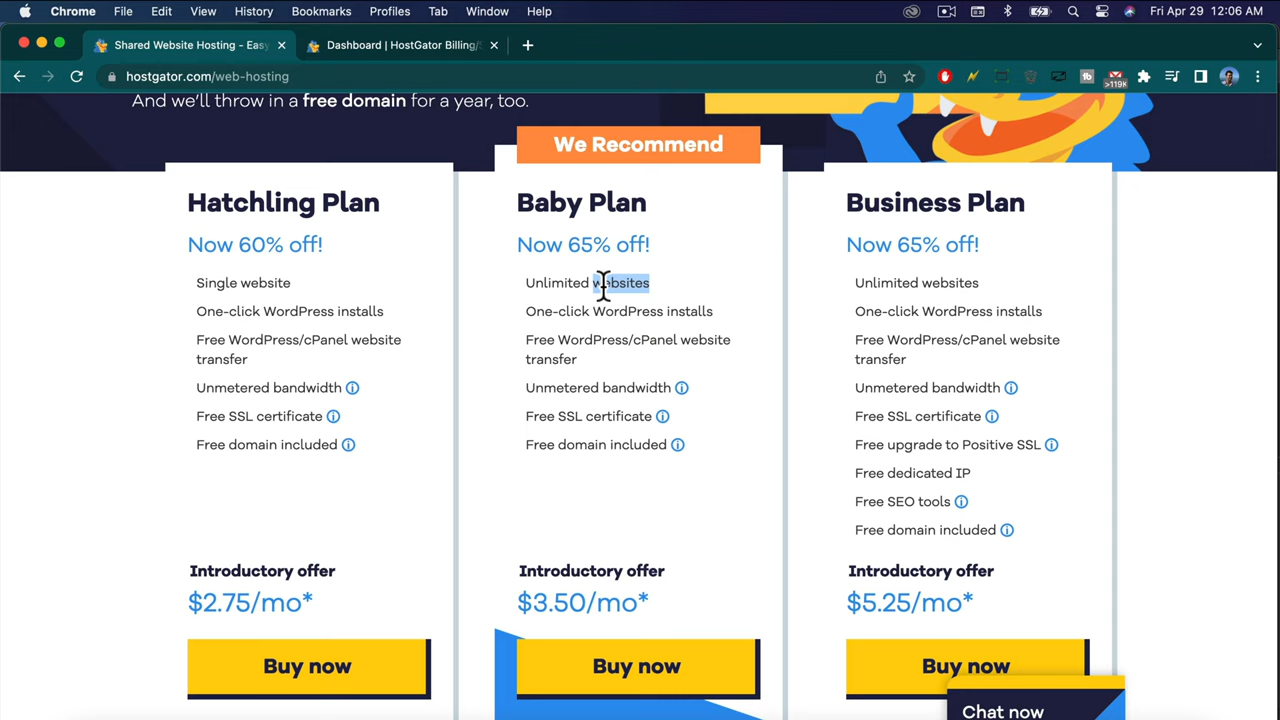 Chrome File Edit View History Bookmarks Profiles Tab Window Help Fri Apr 29 12:06 AM
Shared Website Hosting - Easy
Dashboard | HostGator Billing/
hostgator.com/web-hosting
>119K
And we'll throw in a free domain for a year, too.
We Recommend
Hatchling Plan
Now 60% off!
Single website
One-click WordPress installs
Free WordPress/cPanel website
transfer
Unmetered bandwidth
Free SSL certificate
Free domain included
Introductory offer
$2.75/mo*
Buy now
Baby Plan
Now 65% off!
Unlimited websites
One-click WordPress installs
Free WordPress/cPanel website
transfer
Unmetered bandwidth
Free SSL certificate
Free domain included
Introductory offer
$3.50/mo*
Buy now
Business Plan
Now 65% off!
Unlimited websites
One-click WordPress installs
Free WordPress/cPanel website
transfer
Unmetered bandwidth
Free SSL certificate
Free upgrade to Positive SSL
Free dedicated IP
Free SEO tools
Free domain included
Introductory offer
$5.25/mo*
Buy now
Chat now